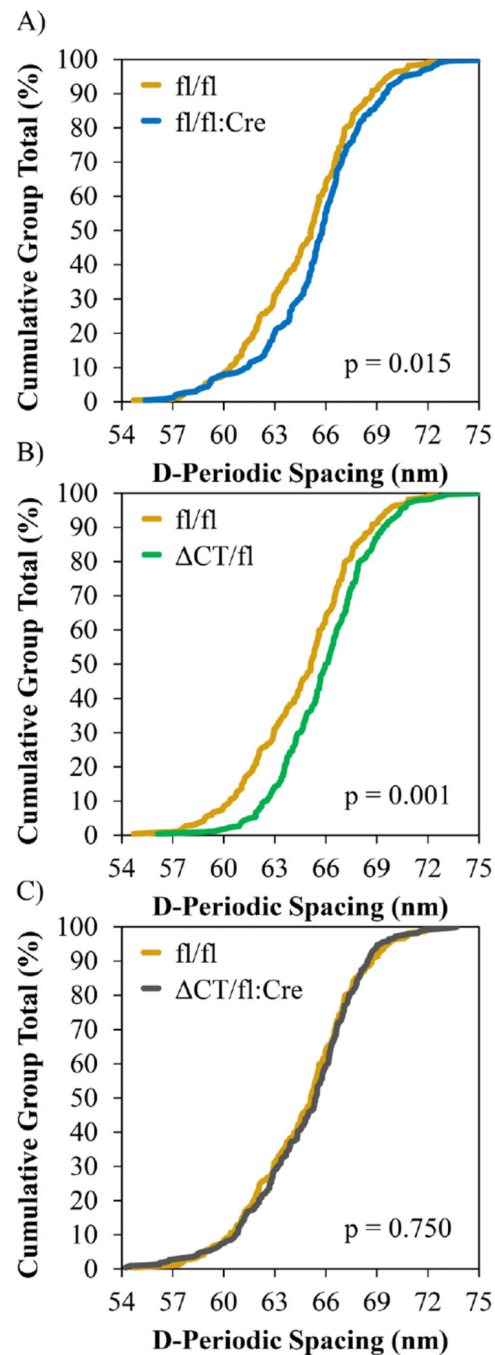 A)
Cumulative Group Total (%)
100
90
80
70
60
50
40
30
20
10
0
fl/fl
fl/fl:Cre
p = 0.015
54 57 60 63 66 69 72 75
D-Periodic Spacing (nm)
B)
Cumulative Group Total (%)
100
90
80
70
60
50
40
30
20
10
0
fl/fl
ΔCT/fl
p = 0.001
54 57 60 63 66 69 72 75
D-Periodic Spacing (nm)
C)
Cumulative Group Total (%)
100
90
80
70
60
50
40
30
20
10
0
fl/fl
ΔCT/fl:Cre
p = 0.750
54 57 60 63 66 69 72 75
D-Periodic Spacing (nm)